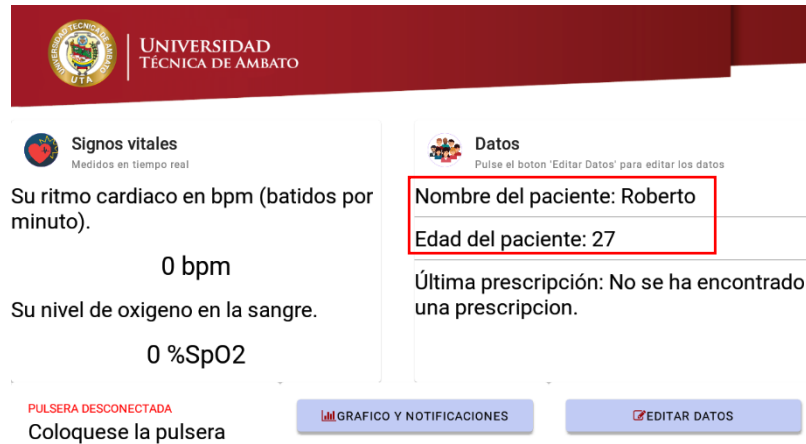 UNIVERSIDAD
TÉCNICA DE AMBATO
UTA
Signos vitales
Medidos en tiempo real
Su ritmo cardiaco en bpm (batidos por
minuto).
0 bpm
Su nivel de oxigeno en la sangre.
0 %SpO2
Datos
Pulse el boton 'Editar Datos' para editar los datos
Nombre del paciente: Roberto
Edad del paciente: 27
Última prescripción: No se ha encontrado
una prescripcion.
PULSERA DESCONECTADA
Coloquese la pulsera
GRAFICO Y NOTIFICACIONES
EDITAR DATOS